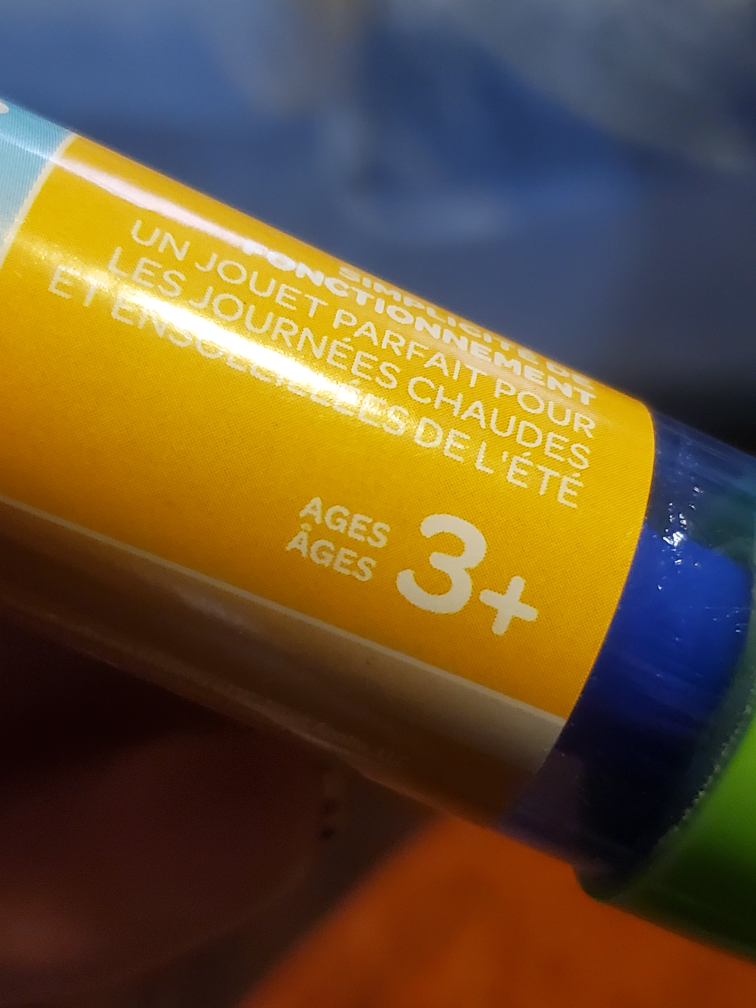 SIMPLICITÉ DE
FONCTIONNEMENT
UN JOUET PARFAIT POUR
LES JOURNÉES CHAUDES
ET ENSOLEILLÉES DE L'ÉTÉ
AGES
ÂGES
3+